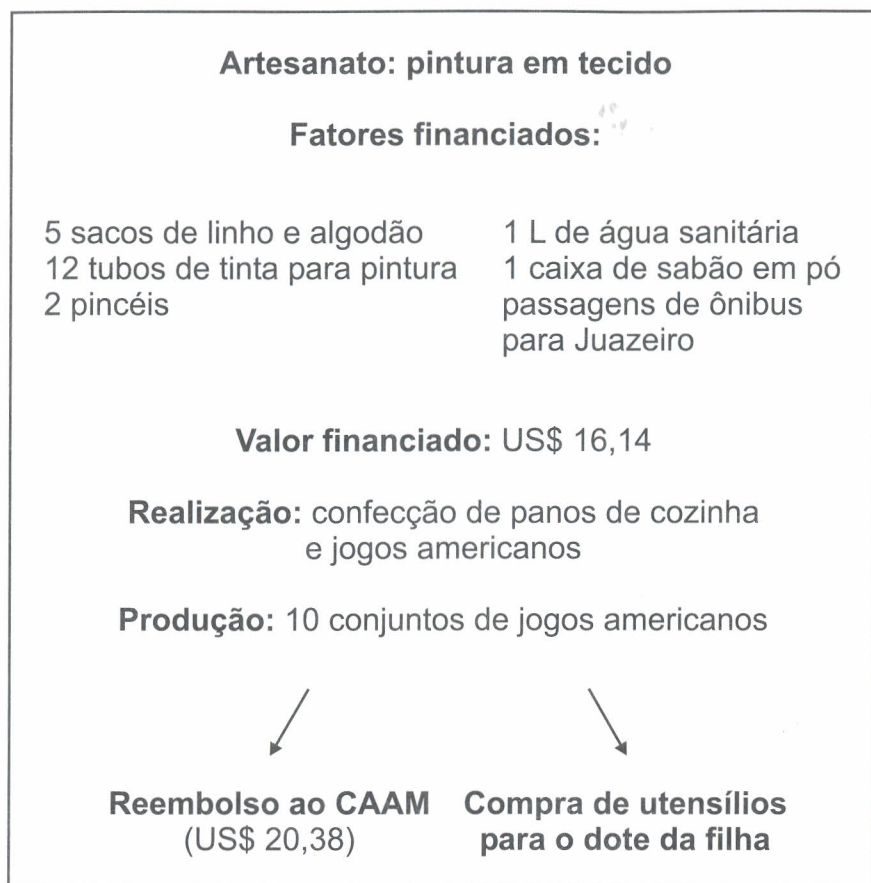 Artesanato: pintura em tecido
Fatores financiados:
5 sacos de linho e algodão
12 tubos de tinta para pintura
2 pincéis
1 L de água sanitária
1 caixa de sabão em pó
passagens de ônibus
para Juazeiro
Valor financiado: US$ 16,14
Realização: confecção de panos de cozinha
e jogos americanos
Produção: 10 conjuntos de jogos americanos
Reembolso ao CAAM
(US$ 20,38)
Compra de utensílios
para o dote da filha